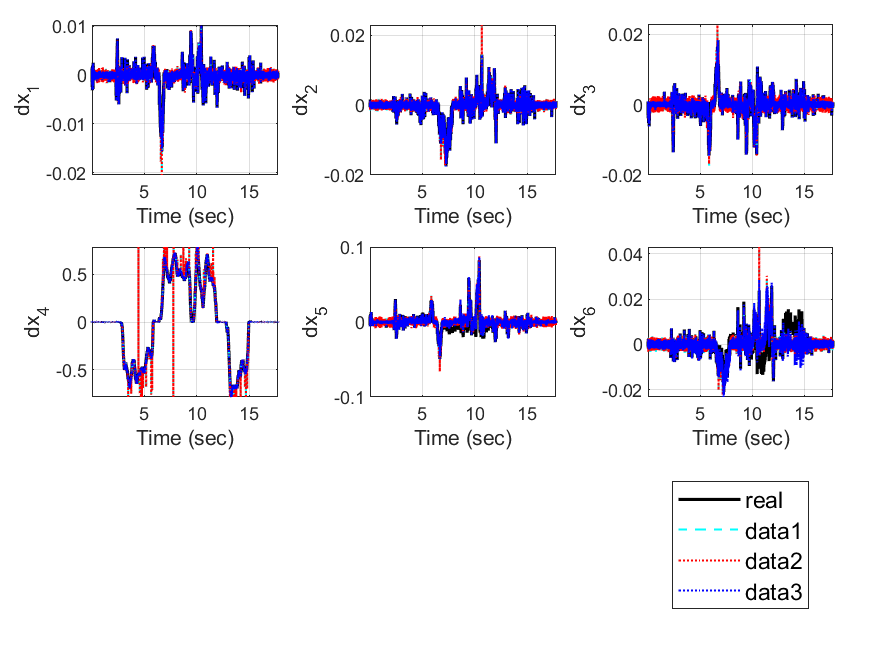 0.01
0
-0.01
-0.02
dx1
5 10 15
Time (sec)
0.02
0
-0.02
dx2
5 10 15
Time (sec)
0.02
0
-0.02
dx3
5 10 15
Time (sec)
0.5
0
-0.5
dx4
5 10 15
Time (sec)
0.1
0
-0.1
dx5
5 10 15
Time (sec)
0.04
0.02
0
-0.02
dx6
5 10 15
Time (sec)
real
data1
data2
data3